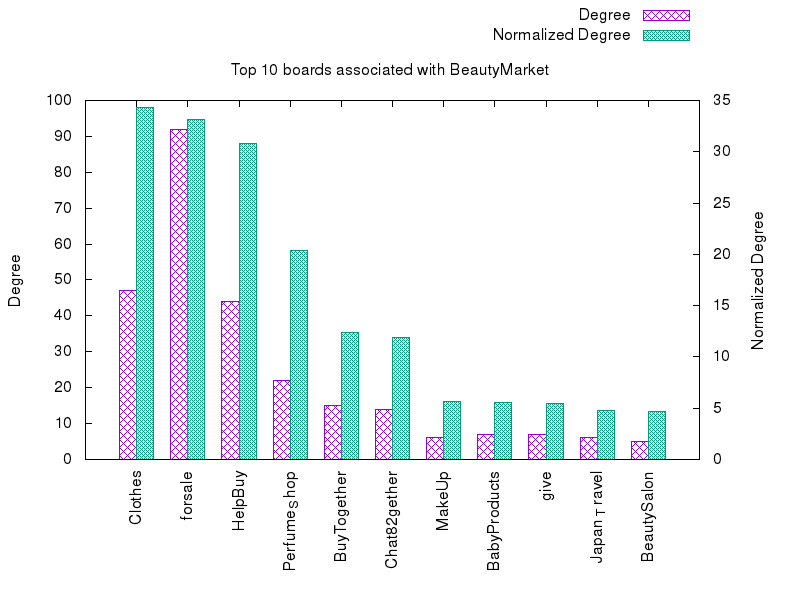 Degree
Normalized Degree
Top 10 boards associated with BeautyMarket
100
90
80
70
60
50
40
30
20
10
0
35
30
25
20
15
10
5
0
Degree
Normalized Degree
Clothes
forsale
HelpBuy
PerfumeShop
BuyTogether
Chat82gether
MakeUp
BabyProducts
give
JapanTravel
BeautySalon